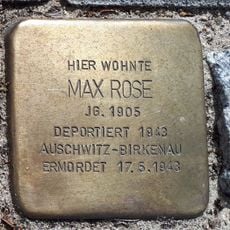 HIER WOHNTE
MAX ROSE
JG. 1905
DEPORTIERT 1943
AUSCHWITZ-BIRKENAU
ERMORDET 17.5.1943